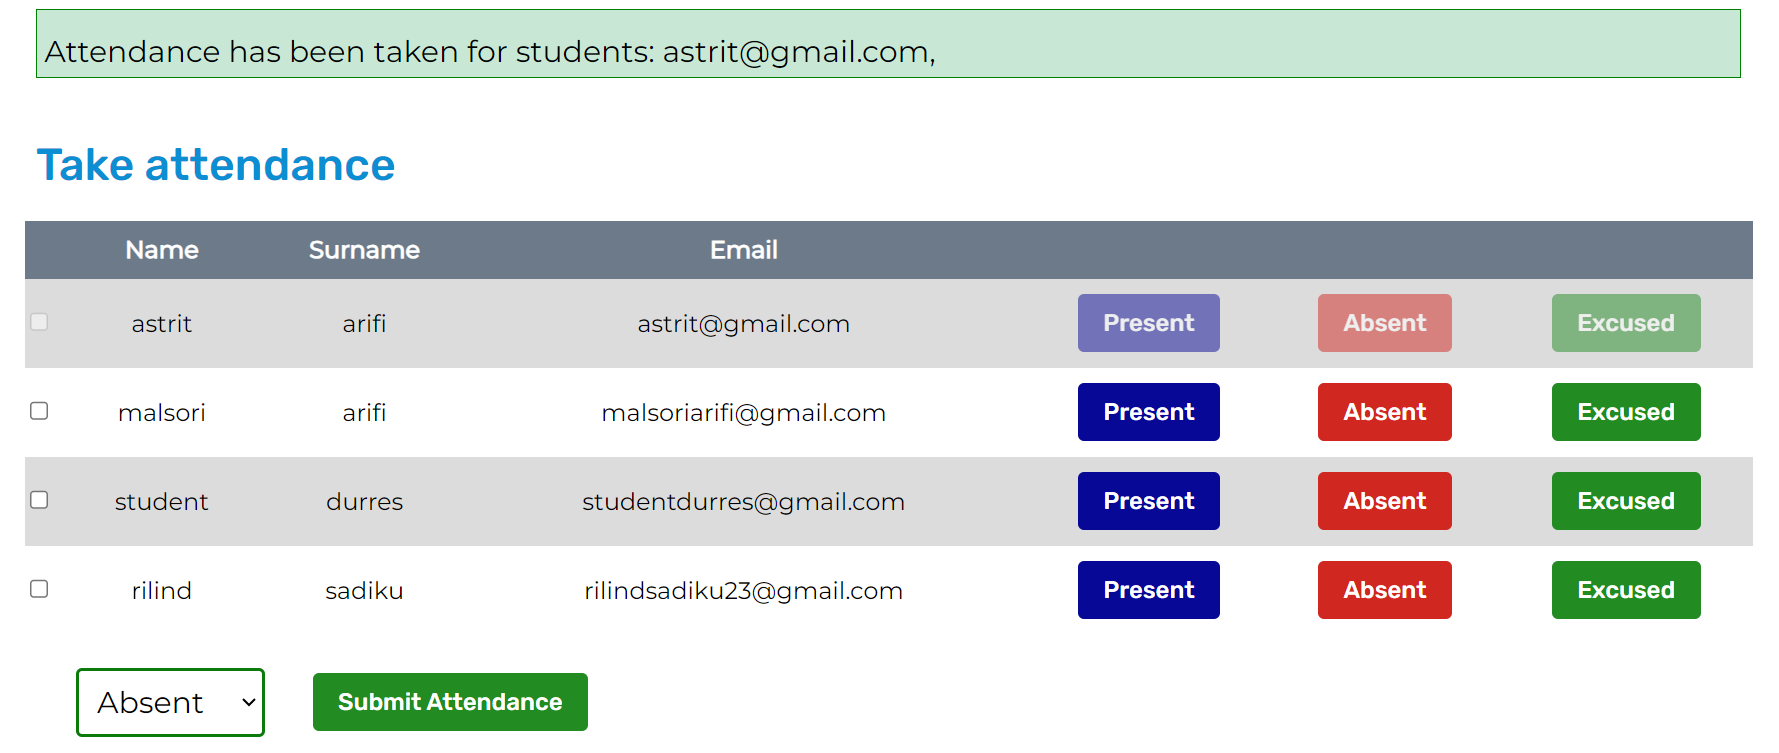 Attendance has been taken for students: astrit@gmail.com,
Take attendance
Name Surname Email
astrit arifi astrit@gmail.com Present Absent Excused
malsori arifi malsoriarifi@gmail.com Present Absent Excused
student durres studentdurres@gmail.com Present Absent Excused
rilind sadiku rilindsadiku23@gmail.com Present Absent Excused
Absent Submit Attendance